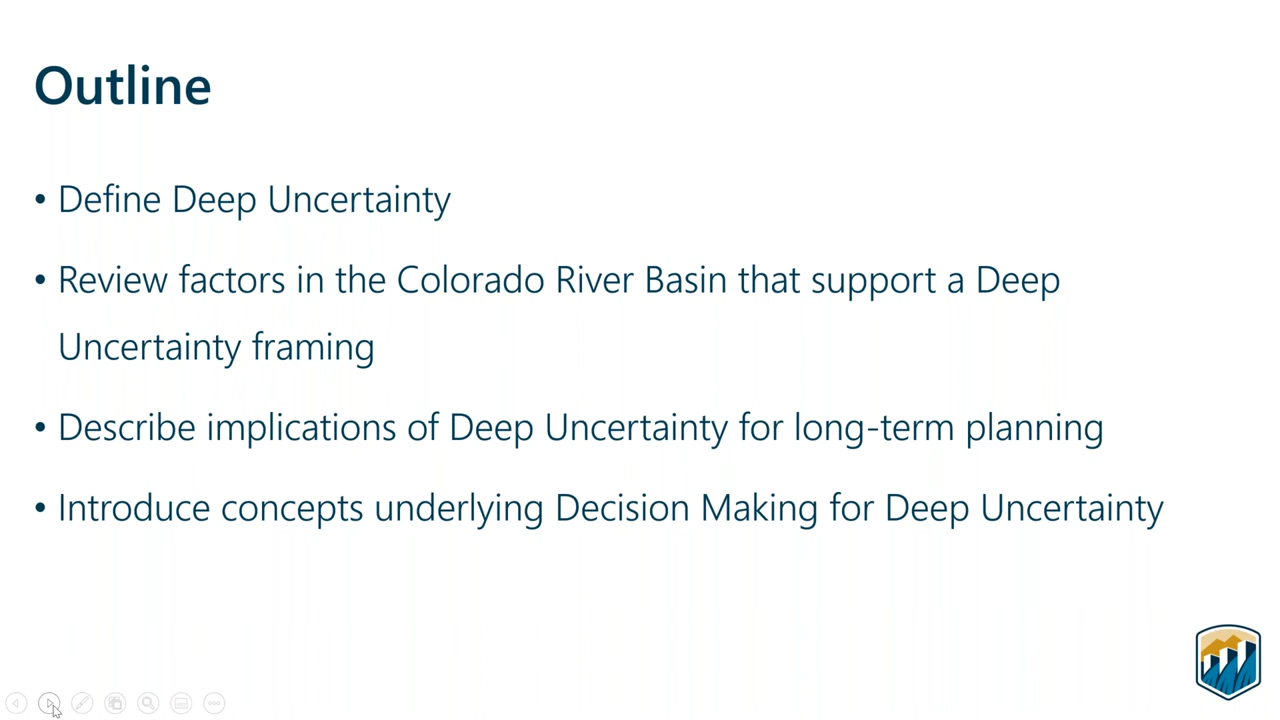 Outline
• Define Deep Uncertainty
• Review factors in the Colorado River Basin that support a Deep
Uncertainty framing
• Describe implications of Deep Uncertainty for long-term planning
• Introduce concepts underlying Decision Making for Deep Uncertainty